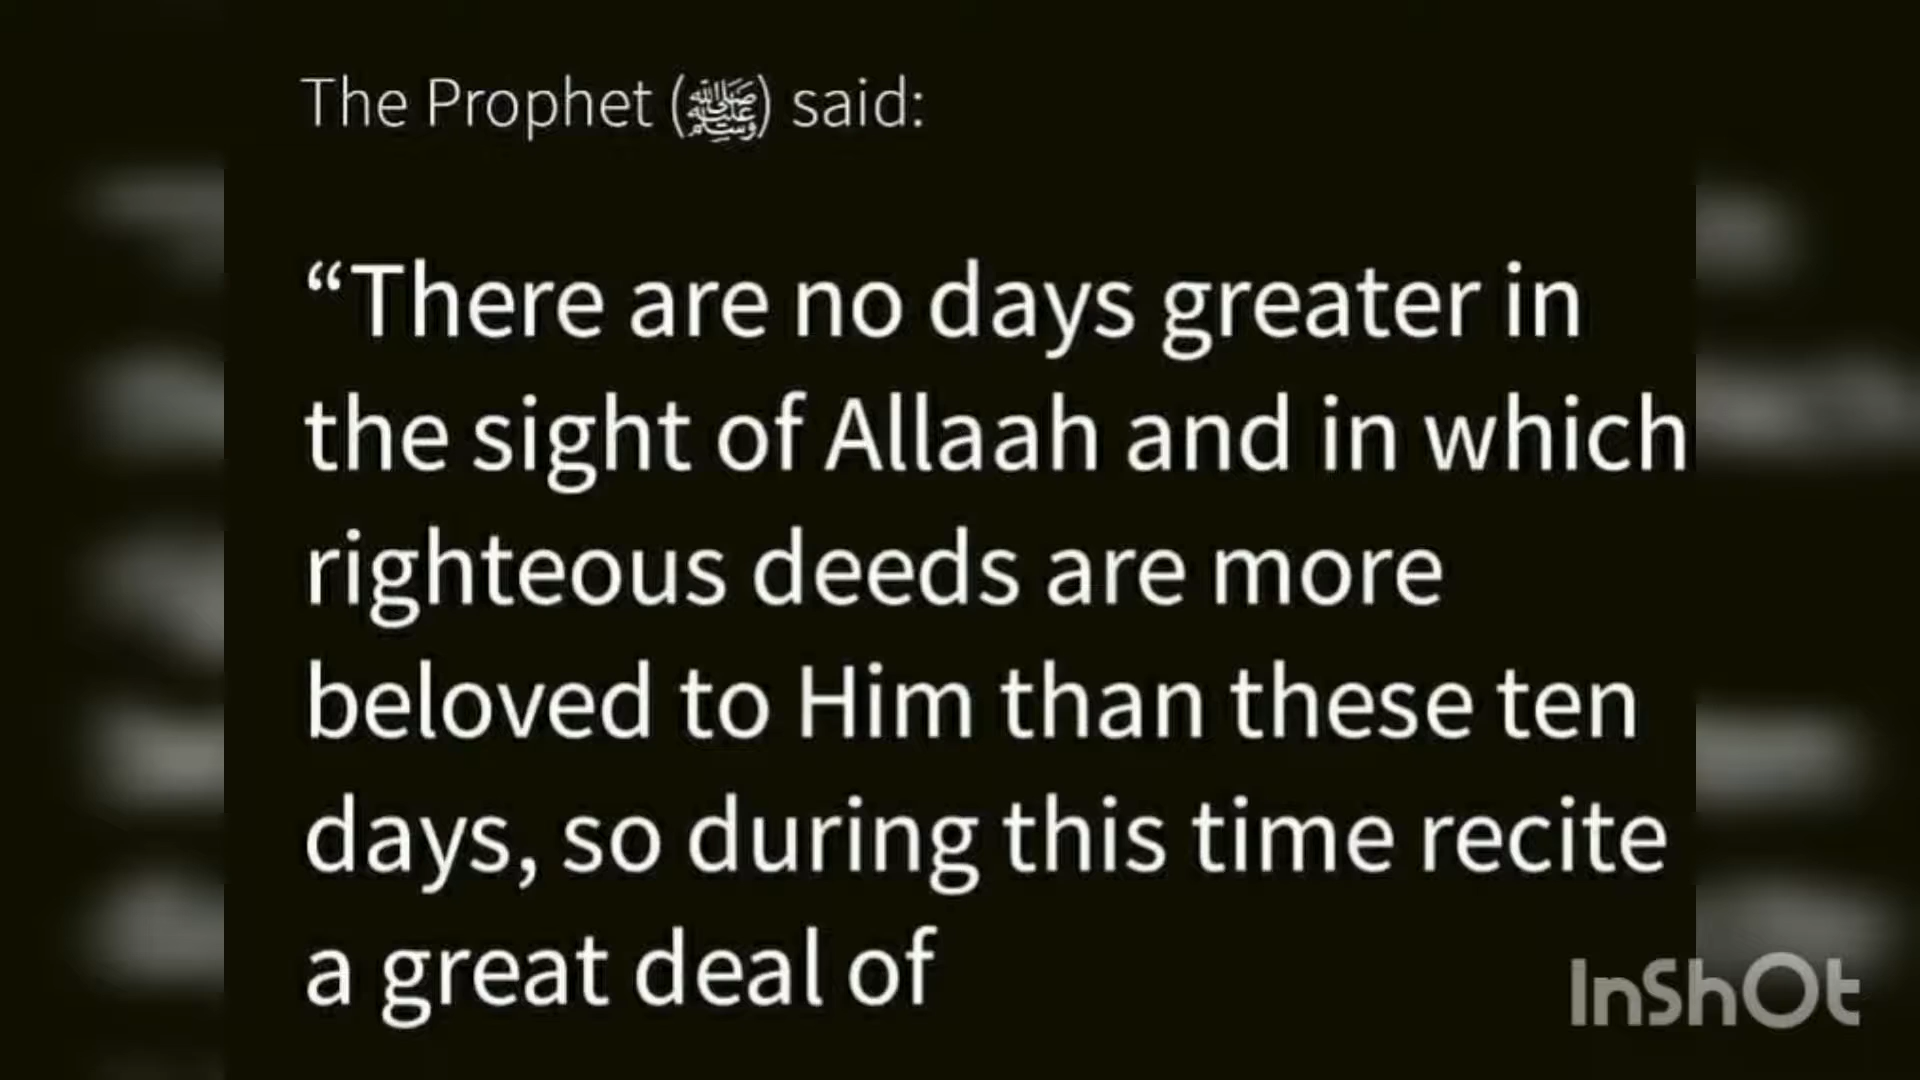 The Prophet (ﷺ) said:
“There are no days greater in
the sight of Allaah and in which
righteous deeds are more
beloved to Him than these ten
days, so during this time recite
a great deal of
InShOt